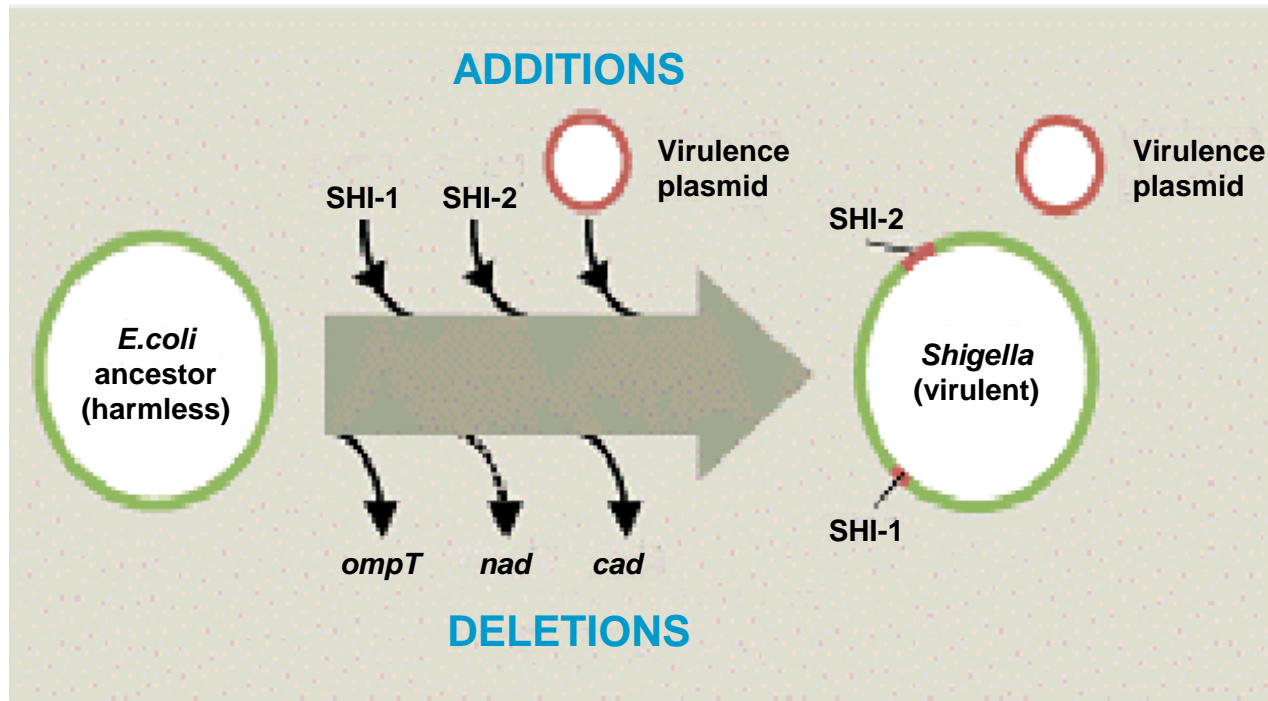 ADDITIONS
Virulence
plasmid
Virulence
plasmid
SHI-1
SHI-2
SHI-2
E.coli
ancestor
(harmless)
Shigella
(virulent)
SHI-1
ompT
nad
cad
DELETIONS